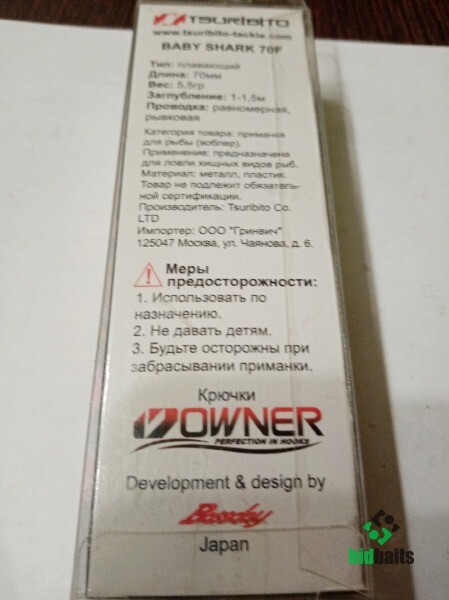 TSURIBITO
www.tsuribito-tackle.com
BABY SHARK 70F
Тип: плавающий
Длина: 70мм
Вес: 5,5гр
Заглубление: 1-1,5м
Проводка: равномерная,
рывковая
Категория товара: приманка
для рыбы (воблер).
Применение: предназначена
для ловли хищных видов рыб.
Материал: металл, пластик.
Товар не подлежит обязатель-
ной сертификации.
Производитель: Tsuribito Co.
LTD
Импортер: ООО "Гринвич"
125047 Москва, ул. Чаянова, д. 6.
Меры
предосторожности:
1. Использовать по
назначению.
2. Не давать детям.
3. Будьте осторожны при
забрасывании приманки.
Крючки
OWNER
PERFECTION IN HOOKS
Development & design by
Bassday
Japan
bidbaits